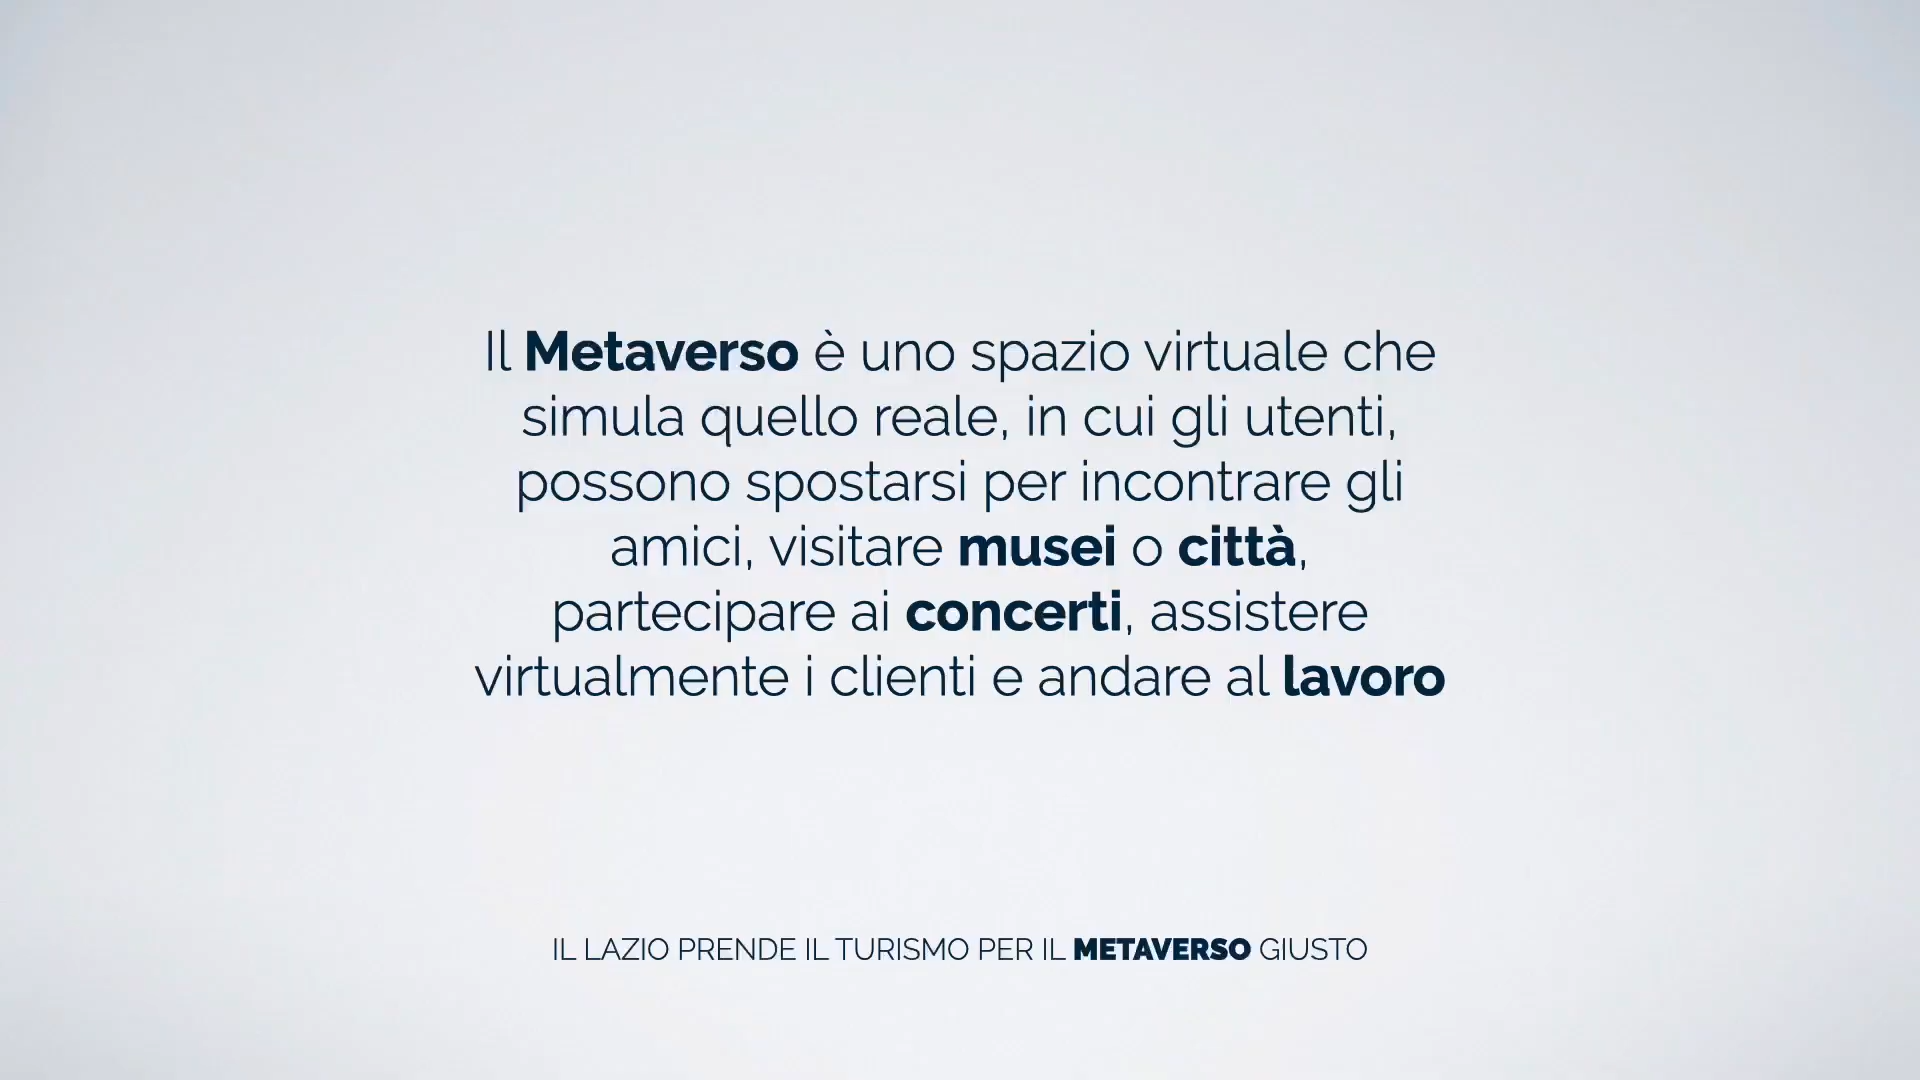 Il Metaverso è uno spazio virtuale che
simula quello reale, in cui gli utenti,
possono spostarsi per incontrare gli
amici, visitare musei o città,
partecipare ai concerti, assistere
virtualmente i clienti e andare al lavoro
IL LAZIO PRENDE IL TURISMO PER IL METAVERSO GIUSTO